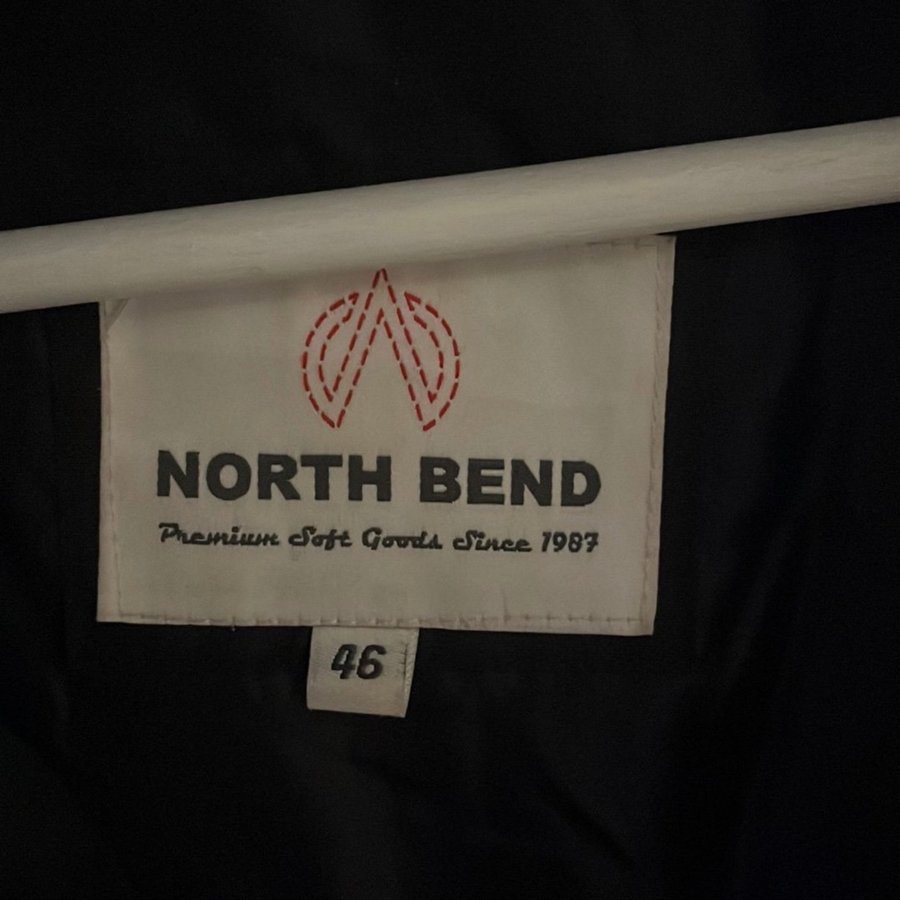 NORTH BEND
Premium Soft Goods Since 1987
46